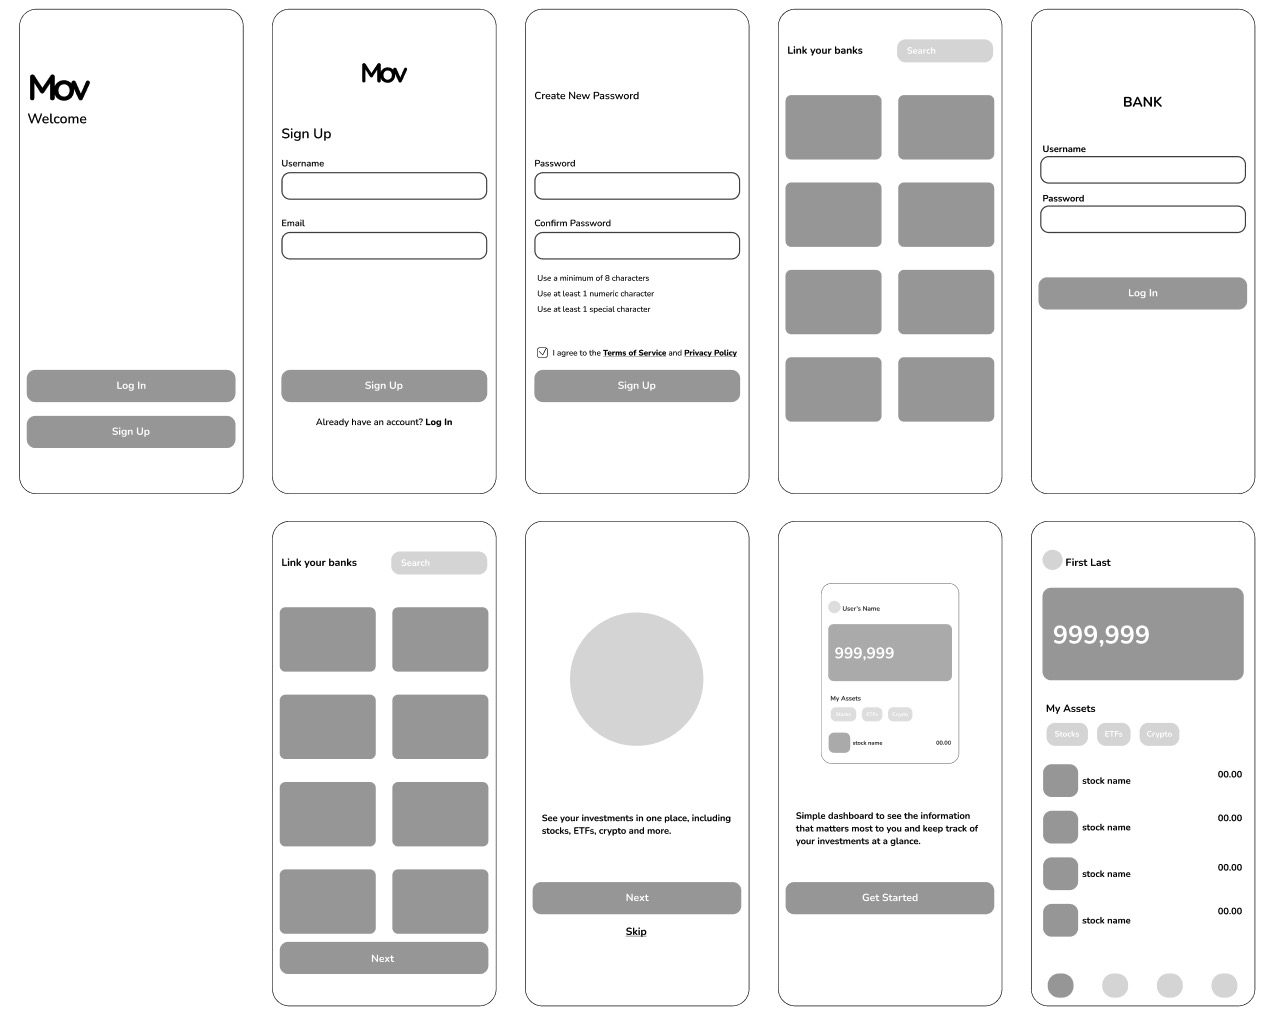 Mov
Welcome
Log In
Sign Up
Mov
Sign Up
Username
Email
Sign Up
Already have an account? Log In
Create New Password
Password
Confirm Password
Use a minimum of 8 characters
Use at least 1 numeric character
Use at least 1 special character
I agree to the Terms of Service and Privacy Policy
Sign Up
Link your banks
Search
BANK
Username
Password
Log In
Link your banks
Search
Next
See your investments in one place, including
stocks, ETFs, crypto and more.
Next
Skip
User's Name
999,999
My Assets
Stocks ETFs Crypto
stock name 00.00
Simple dashboard to see the information
that matters most to you and keep track of
your investments at a glance.
Get Started
First Last
999,999
My Assets
Stocks ETFs Crypto
stock name 00.00
stock name 00.00
stock name 00.00
stock name 00.00